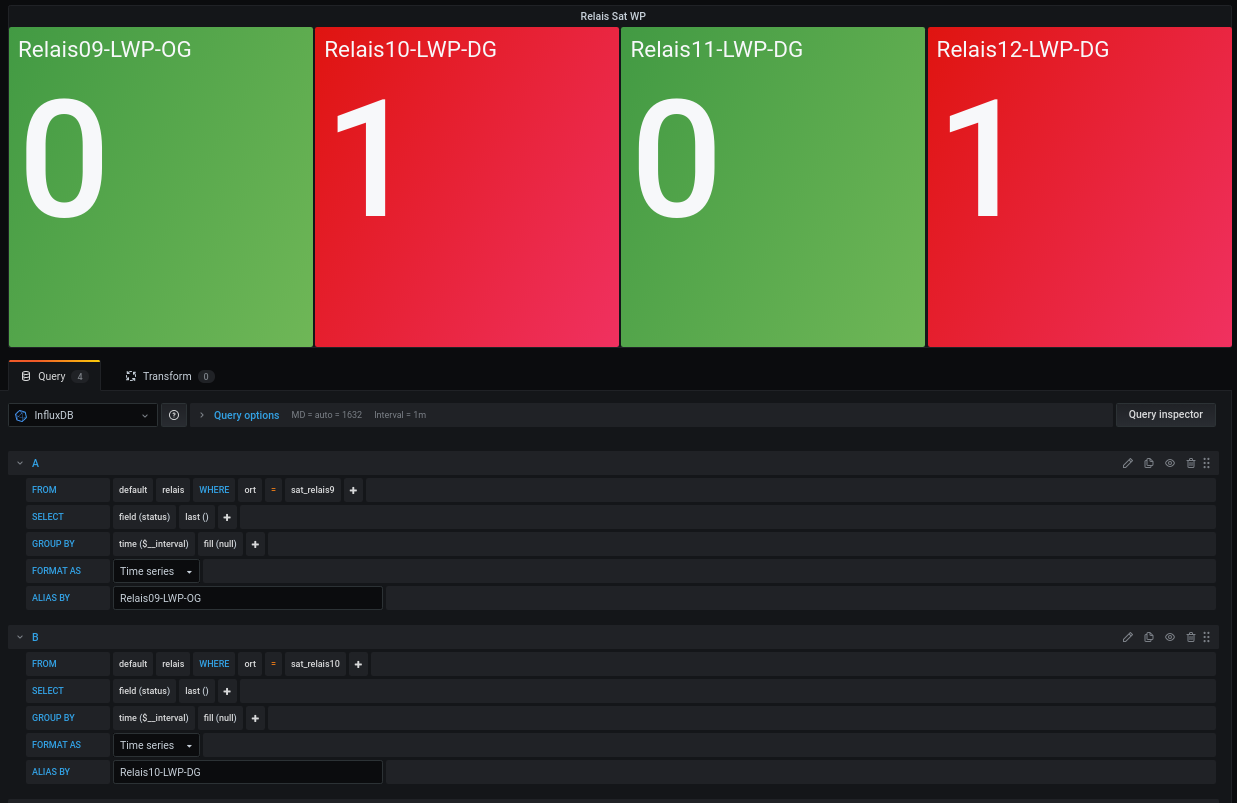 Relais Sat WP
Relais09-LWP-OG Relais10-LWP-DG Relais11-LWP-DG Relais12-LWP-DG
0 1 0 1
Query 4 Transform 0
InfluxDB Query options MD = auto = 1632 Interval = 1m Query inspector
A
FROM default relais WHERE ort = sat_relais9 +
SELECT field (status) last () +
GROUP BY time ($__interval) fill (null) +
FORMAT AS Time series
ALIAS BY Relais09-LWP-OG
B
FROM default relais WHERE ort = sat_relais10 +
SELECT field (status) last () +
GROUP BY time ($__interval) fill (null) +
FORMAT AS Time series
ALIAS BY Relais10-LWP-DG